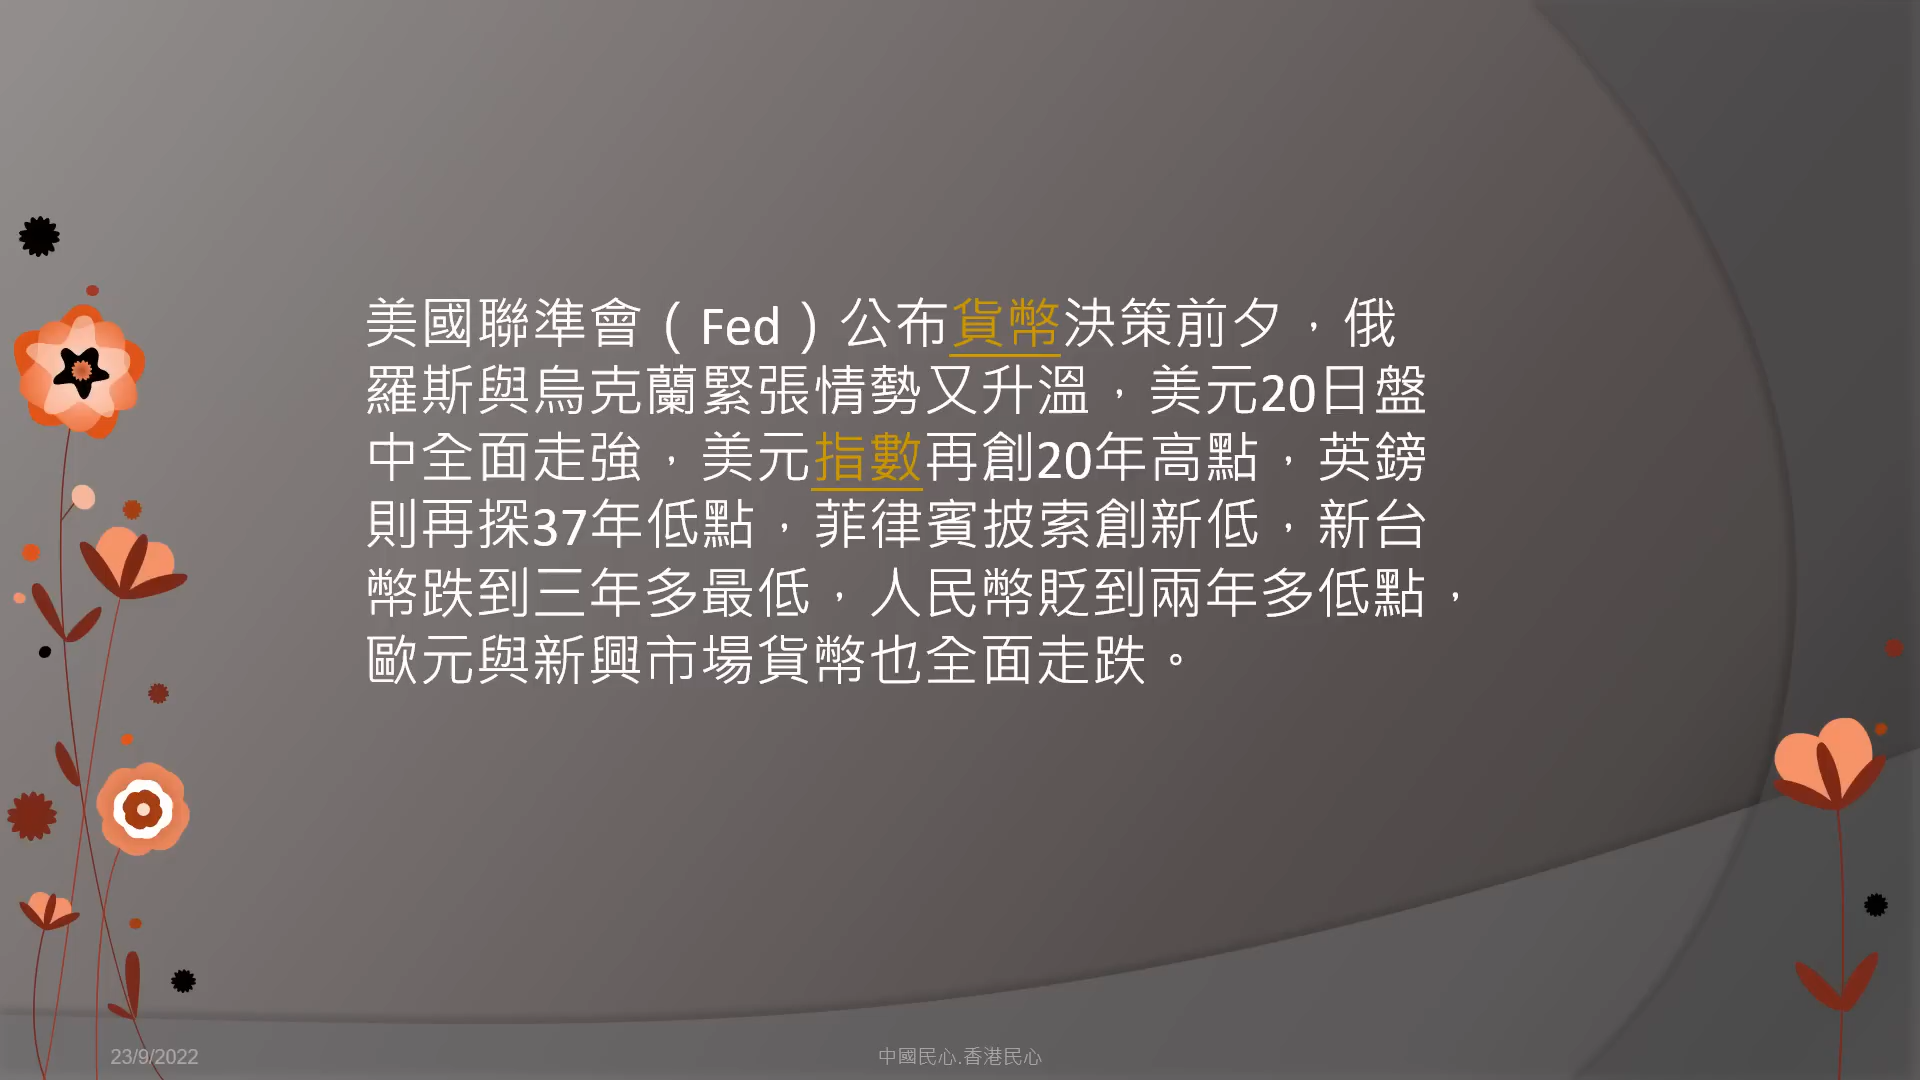 美國聯準會（Fed）公布貨幣決策前夕，俄
羅斯與烏克蘭緊張情勢又升溫，美元20日盤
中全面走強，美元指數再創20年高點，英鎊
則再探37年低點，菲律賓披索創新低，新台
幣跌到三年多最低，人民幣貶到兩年多低點，
歐元與新興市場貨幣也全面走跌。
23/9/2022
中國民心.香港民心